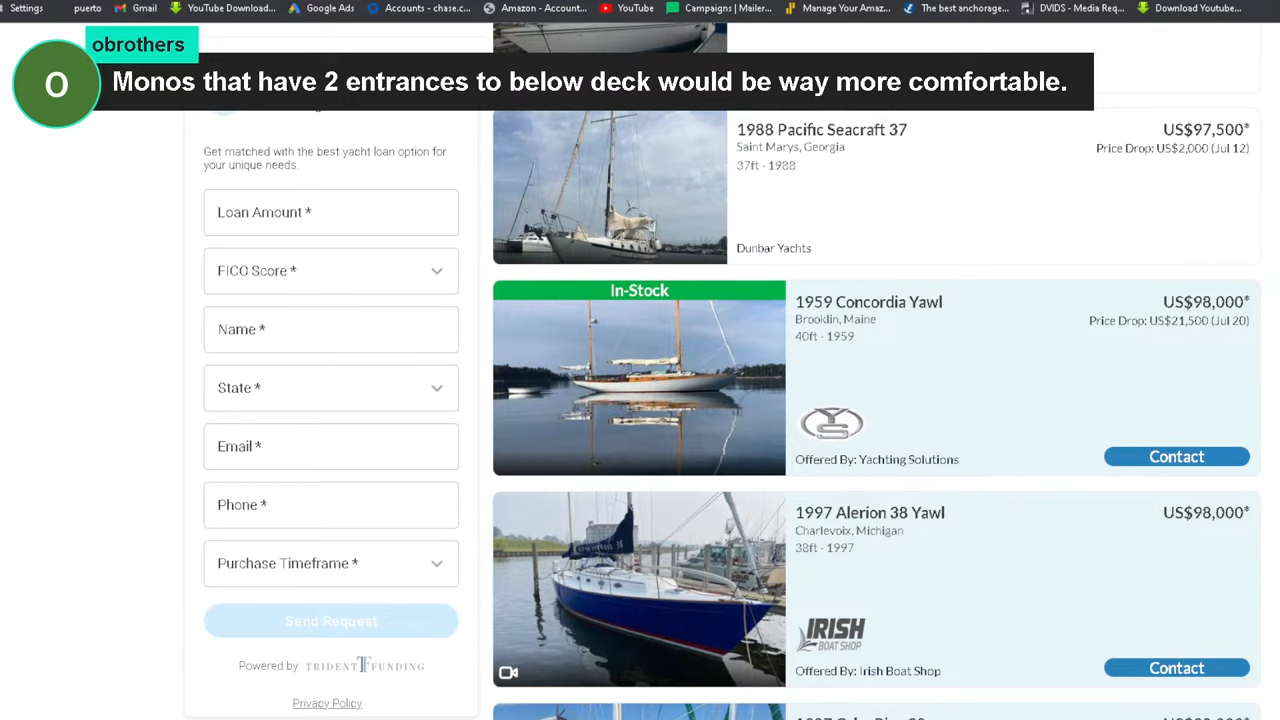 Settings
puerto
Gmail
YouTube Download...
Google Ads
Accounts - chase.c...
Amazon - Account...
YouTube
Campaigns | Mailer...
Manage Your Amaz...
The best anchorage...
DVIDS - Media Req...
Download Youtube...
obrothers
O
Monos that have 2 entrances to below deck would be way more comfortable.
Get matched with the best yacht loan option for
your unique needs.
Loan Amount *
FICO Score *
Name *
State *
Email *
Phone *
Purchase Timeframe *
Send Request
Powered by TRIDENT FUNDING
Privacy Policy
1988 Pacific Seacraft 37
US$97,500*
Saint Marys, Georgia
Price Drop: US$2,000 (Jul 12)
37ft - 1988
Dunbar Yachts
In-Stock
1959 Concordia Yawl
US$98,000*
Brooklin, Maine
Price Drop: US$21,500 (Jul 20)
40ft - 1959
YS
Offered By: Yachting Solutions
Contact
1997 Alerion 38 Yawl
US$98,000*
Charlevoix, Michigan
38ft - 1997
IRISH
BOAT SHOP
Offered By: Irish Boat Shop
Contact